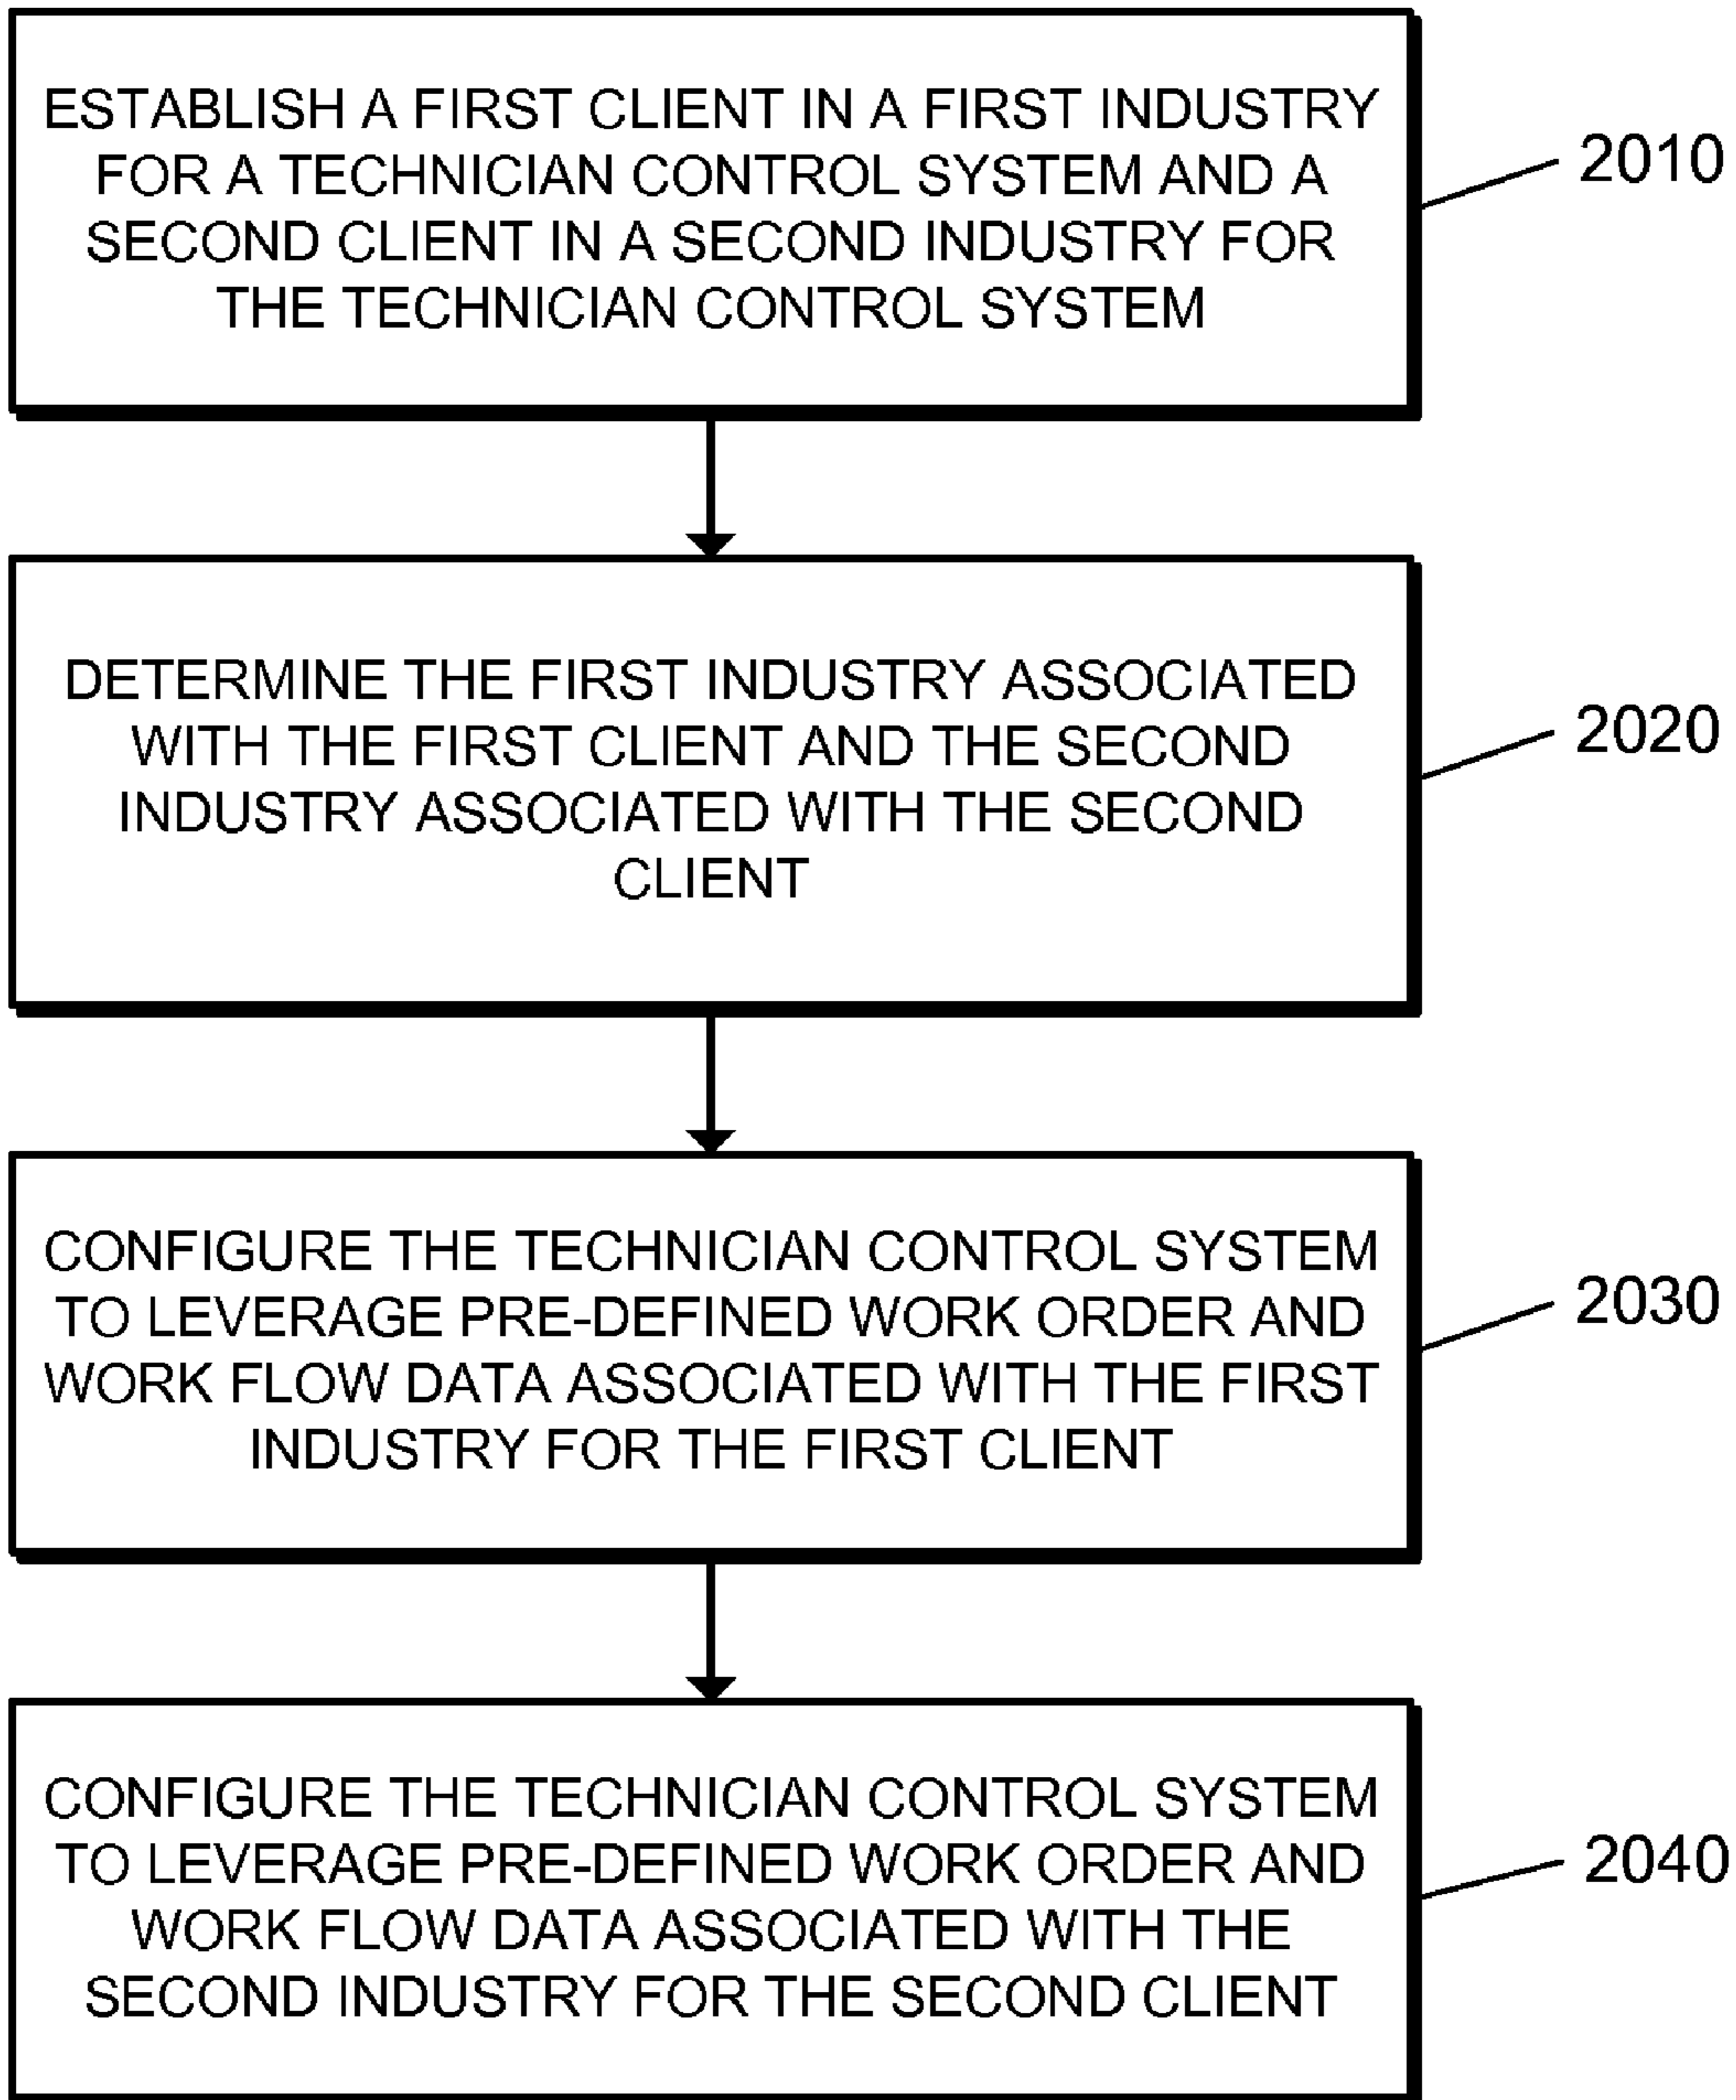 ESTABLISH A FIRST CLIENT IN A FIRST INDUSTRY
FOR A TECHNICIAN CONTROL SYSTEM AND A
SECOND CLIENT IN A SECOND INDUSTRY FOR
THE TECHNICIAN CONTROL SYSTEM
2010
DETERMINE THE FIRST INDUSTRY ASSOCIATED
WITH THE FIRST CLIENT AND THE SECOND
INDUSTRY ASSOCIATED WITH THE SECOND
CLIENT
2020
CONFIGURE THE TECHNICIAN CONTROL SYSTEM
TO LEVERAGE PRE-DEFINED WORK ORDER AND
WORK FLOW DATA ASSOCIATED WITH THE FIRST
INDUSTRY FOR THE FIRST CLIENT
2030
CONFIGURE THE TECHNICIAN CONTROL SYSTEM
TO LEVERAGE PRE-DEFINED WORK ORDER AND
WORK FLOW DATA ASSOCIATED WITH THE
SECOND INDUSTRY FOR THE SECOND CLIENT
2040